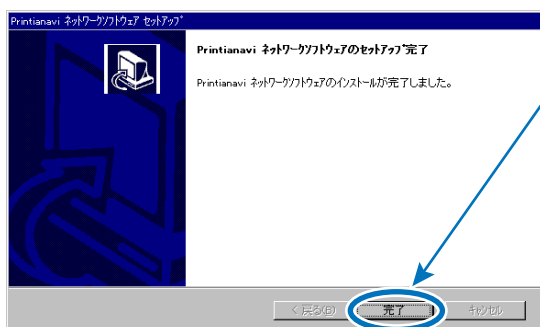 Printianavi ネットワークソフトウェア セットアップ
Printianavi ネットワークソフトウェアのセットアップ完了
Printianavi ネットワークソフトウェアのインストールが完了しました。
< 戻る(B)
完了
キャンセル